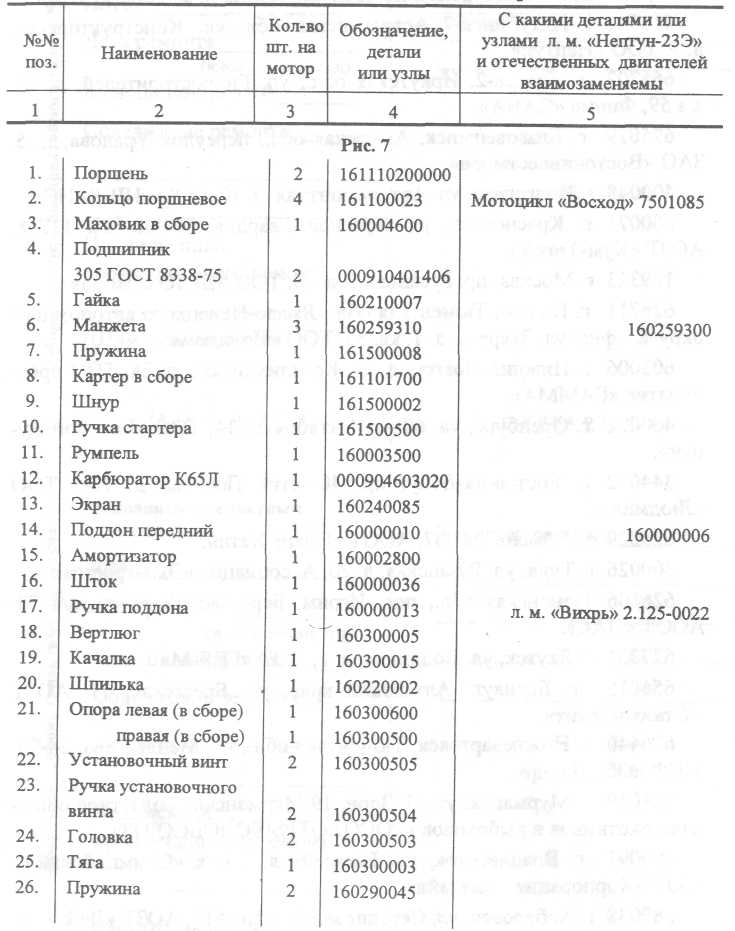 №№ поз. Наименование Кол-во шт. на мотор Обозначение, детали или узлы С какими деталями или узлами л. м. «Нептун-23Э» и отечественных двигателей взаимозаменяемы
1 2 3 4 5
Рис. 7
1. Поршень 2 161110200000
2. Кольцо поршневое 4 161100023 Мотоцикл «Восход» 7501085
3. Маховик в сборе 1 160004600
4. Подшипник
305 ГОСТ 8338-75 2 000910401406
5. Гайка 1 160210007
6. Манжета 3 160259310 160259300
7. Пружина 1 161500008
8. Картер в сборе 1 161101700
9. Шнур 1 161500002
10. Ручка стартера 1 161500500
11. Румпель 1 160003500
12. Карбюратор К65Л 1 000904603020
13. Экран 1 160240085
14. Поддон передний 1 160000010 160000006
15. Амортизатор 1 160002800
16. Шток 1 160000036
17. Ручка поддона 1 160000013 л. м. «Вихрь» 2.125-0022
18. Вертлюг 1 160300005
19. Качалка 1 160300015
20. Шпилька 1 160220002
21. Опора левая (в сборе) 1 160300600
правая (в сборе) 1 160300500
22. Установочный винт 2 160300505
23. Ручка установочного
винта 2 160300504
24. Головка 2 160300503
25. Тяга 1 160300003
26. Пружина 2 160290045